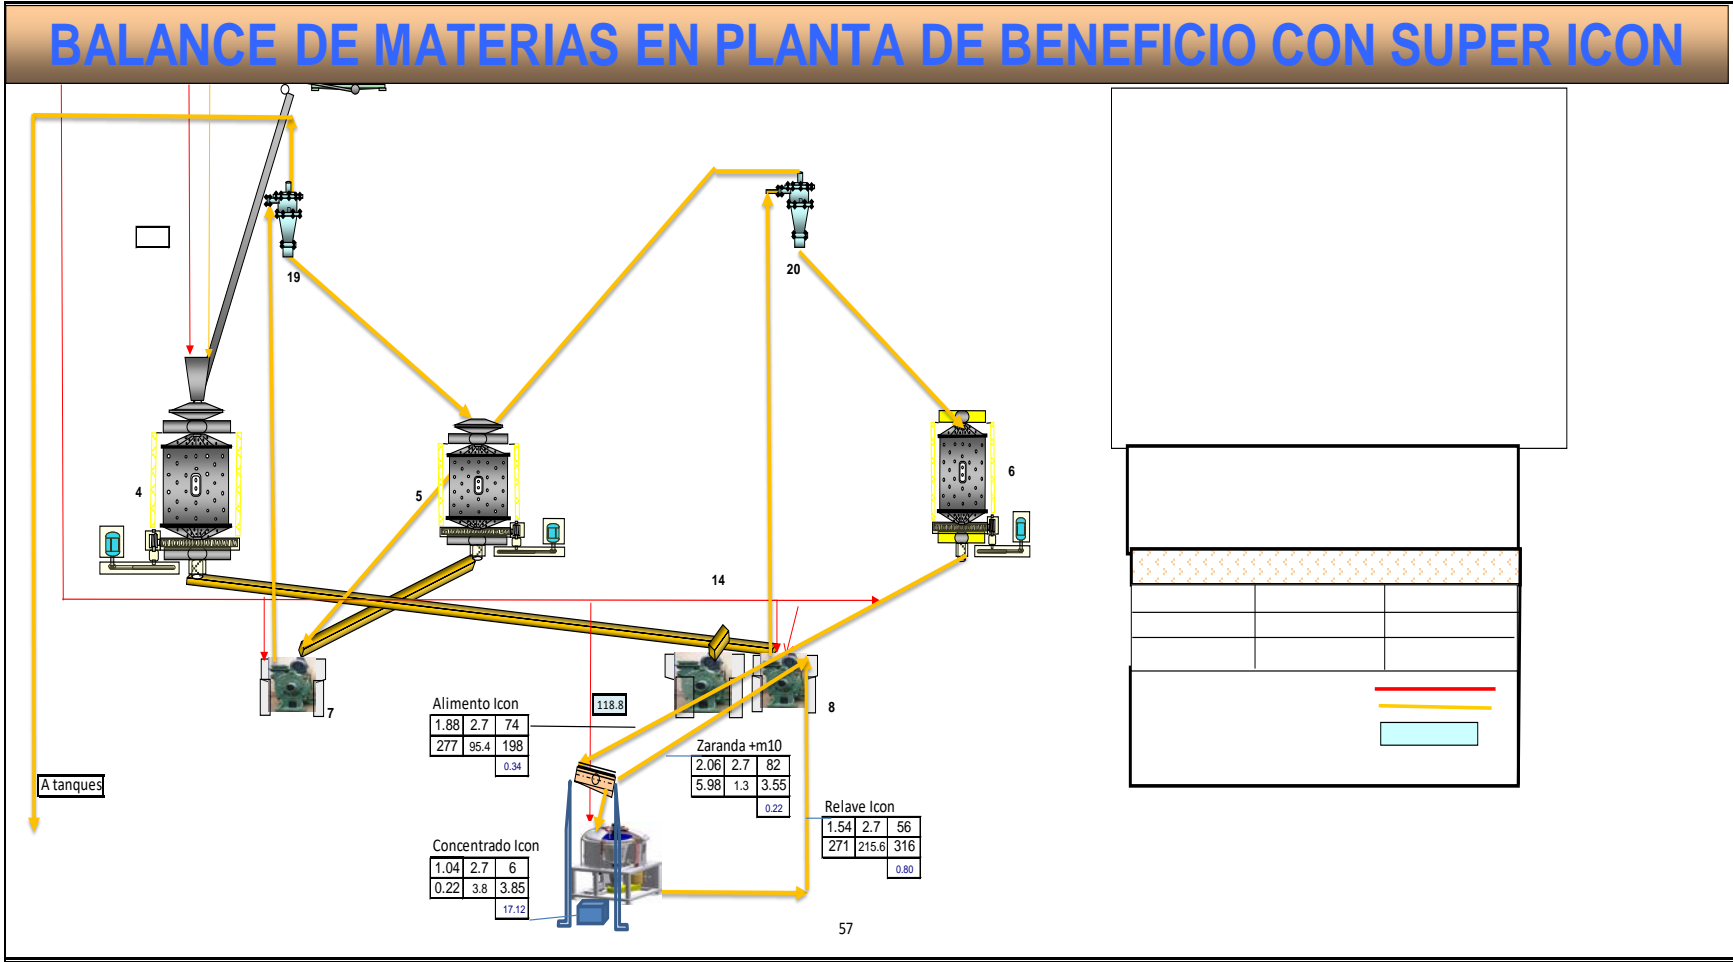 BALANCE DE MATERIAS EN PLANTA DE BENEFICIO CON SUPER ICON
19
20
4
5
6
14
7
8
Alimento Icon
1.88 2.7 74
277 95.4 198
0.34
118.8
Zaranda +m10
2.06 2.7 82
5.98 1.3 3.55
0.22
A tanques
Relave Icon
1.54 2.7 56
271 215.6 316
0.80
Concentrado Icon
1.04 2.7 6
0.22 3.8 3.85
17.12
57